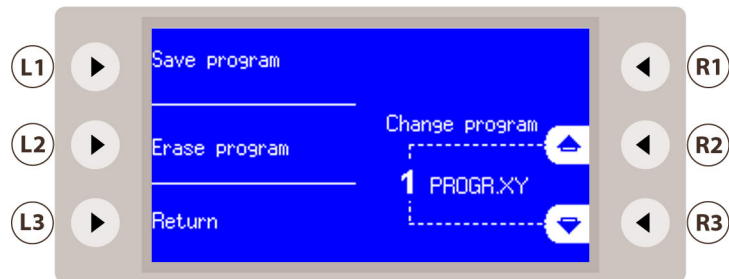 L1
Save program
R1
Change program
L2
Erase program
R2
1 PROGR.XY
L3
Return
R3